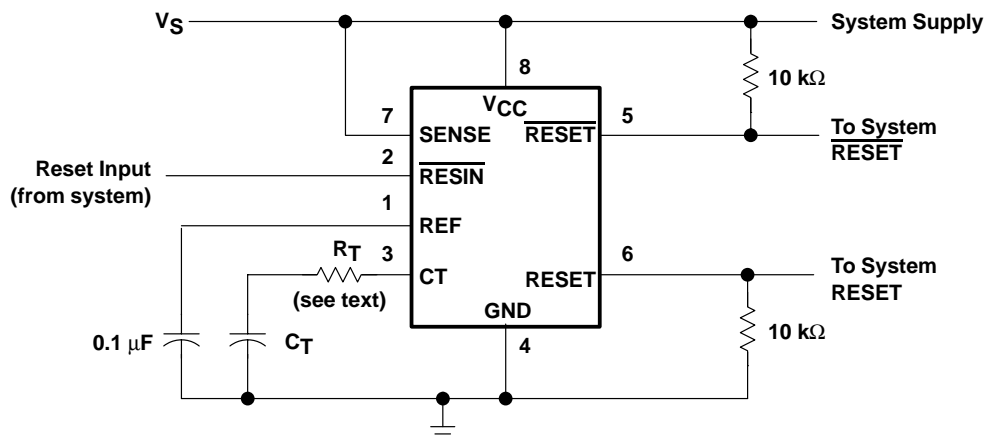 VS
System Supply
8
10 kΩ
VCC
7
5
SENSE
RESET
To System
RESET
2
Reset Input
(from system)
RESIN
1
REF
RT
3
6
CT
RESET
To System
RESET
(see text)
GND
0.1 μF
CT
4
10 kΩ